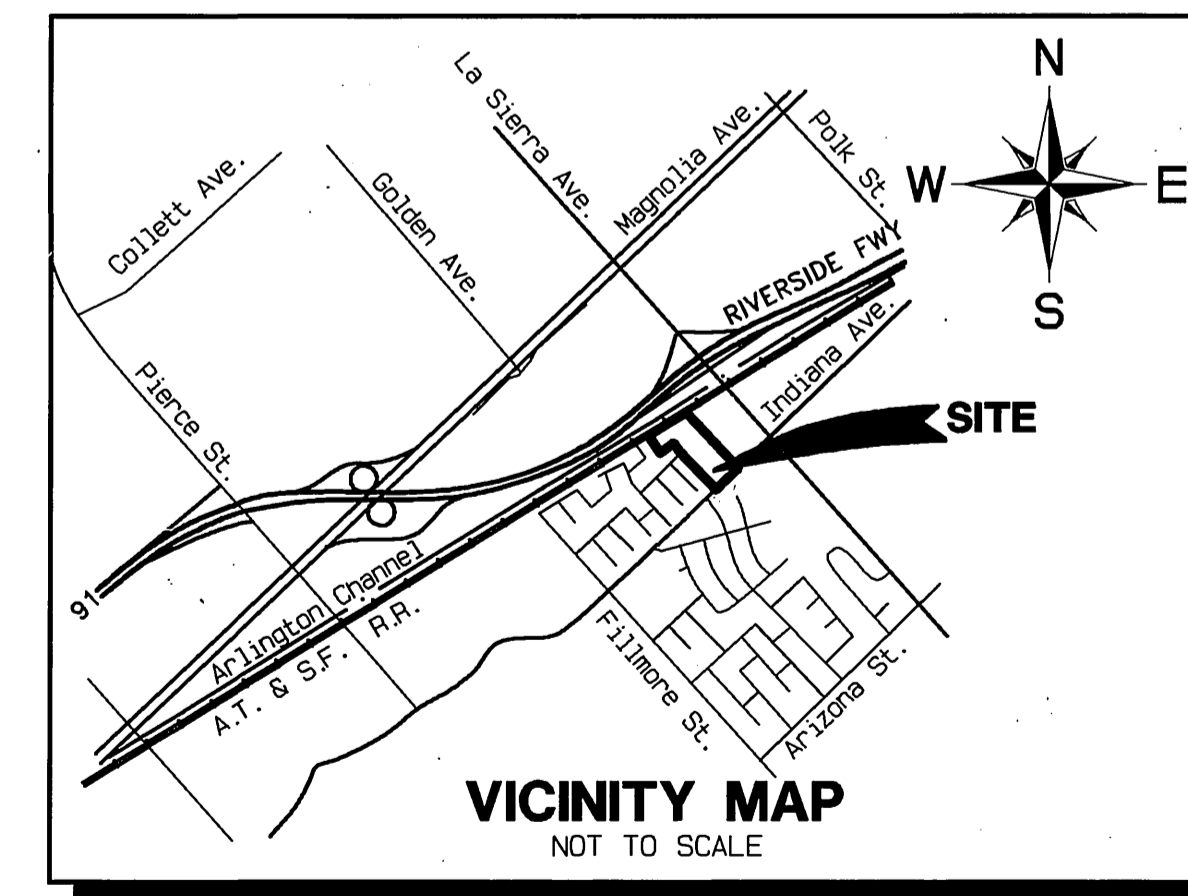 N
La Sierra Ave.
Magnolia Ave.
Polk St.
Collett Ave.
Golden Ave.
W
E
RIVERSIDE FWY
S
Indiana Ave.
Pierce St.
SITE
91
Arlington Channel
A.T. & S.F. R.R.
Fillmore St.
Arizona St.
VICINITY MAP
NOT TO SCALE